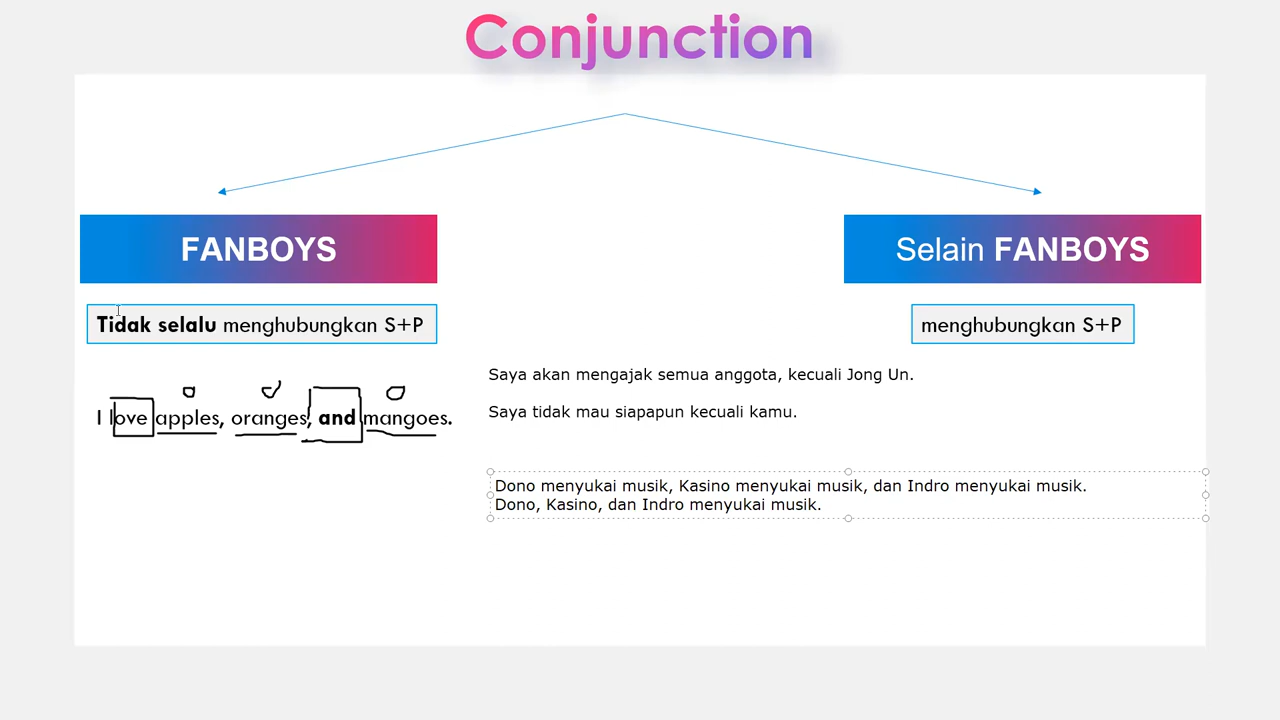 Conjunction
FANBOYS
Selain FANBOYS
Tidak selalu menghubungkan S+P
menghubungkan S+P
I love apples, oranges, and mangoes.
Saya akan mengajak semua anggota, kecuali Jong Un.
Saya tidak mau siapapun kecuali kamu.
Dono menyukai musik, Kasino menyukai musik, dan Indro menyukai musik.
Dono, Kasino, dan Indro menyukai musik.